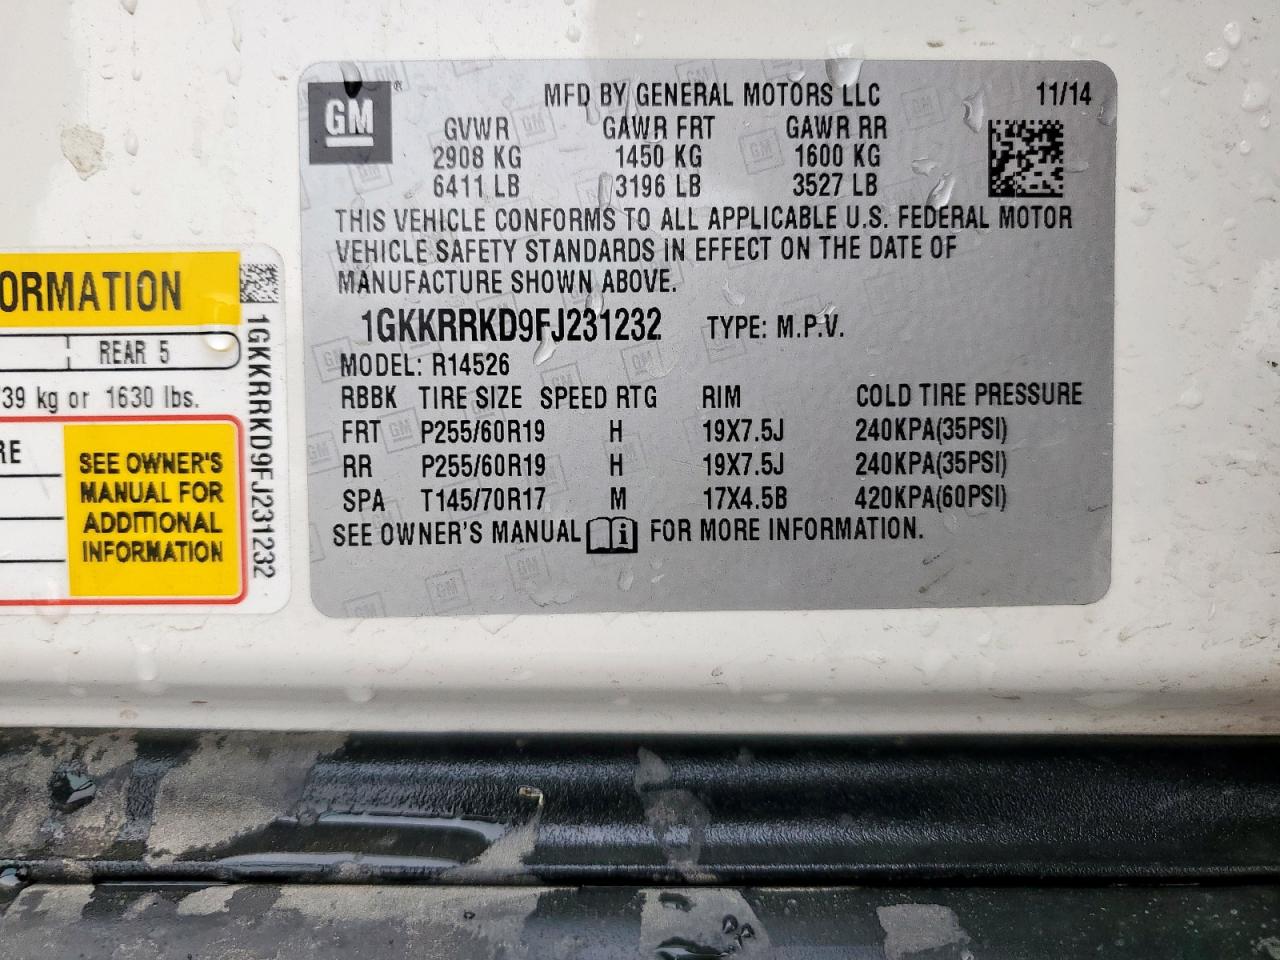 GM
MFD BY GENERAL MOTORS LLC 11/14
GVWR GAWR FRT GAWR RR
2908 KG 1450 KG 1600 KG
6411 LB 3196 LB 3527 LB
THIS VEHICLE CONFORMS TO ALL APPLICABLE U.S. FEDERAL MOTOR
VEHICLE SAFETY STANDARDS IN EFFECT ON THE DATE OF
MANUFACTURE SHOWN ABOVE.
1GKKRRKD9FJ231232 TYPE: M.P.V.
MODEL: R14526
RBBK TIRE SIZE SPEED RTG RIM COLD TIRE PRESSURE
FRT P255/60R19 H 19X7.5J 240KPA(35PSI)
RR P255/60R19 H 19X7.5J 240KPA(35PSI)
SPA T145/70R17 M 17X4.5B 420KPA(60PSI)
SEE OWNER'S MANUAL i FOR MORE INFORMATION.
ORMATION
REAR 5
739 kg or 1630 lbs.
RE
SEE OWNER'S
MANUAL FOR
ADDITIONAL
INFORMATION
1GKKRRKD9FJ231232